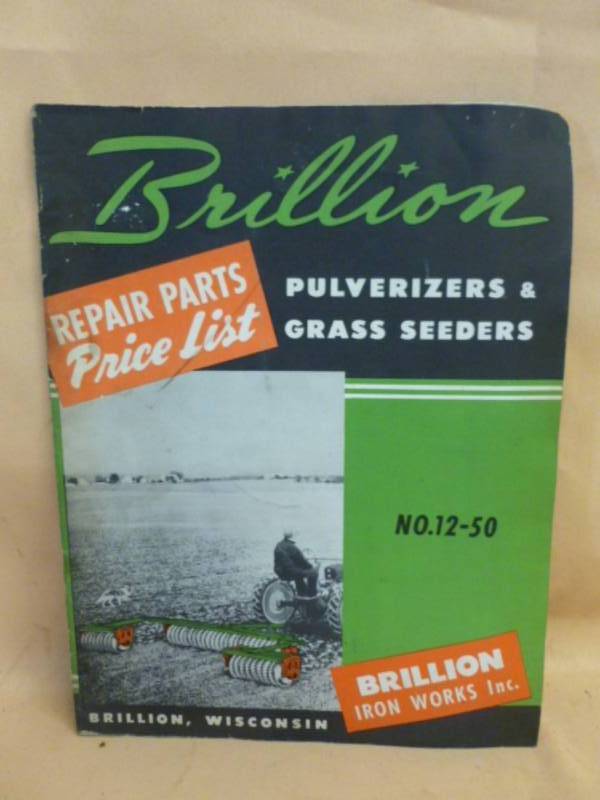 Brillion
REPAIR PARTS
Price List
PULVERIZERS &
GRASS SEEDERS
NO.12-50
BRILLION
IRON WORKS Inc.
BRILLION, WISCONSIN